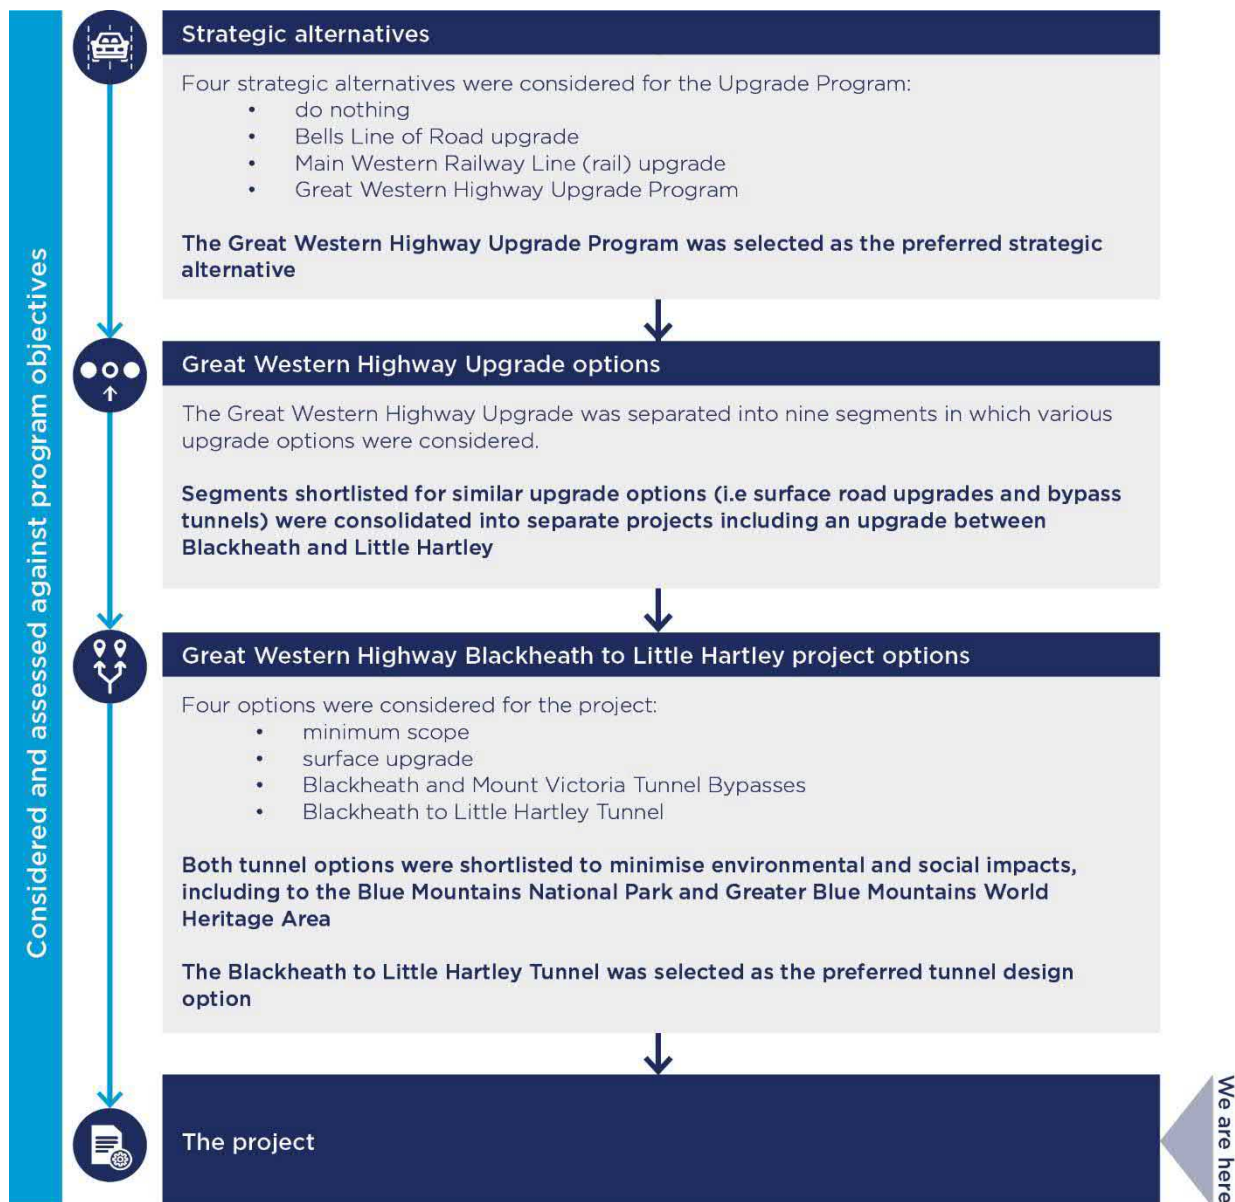 Considered and assessed against program objectives
Strategic alternatives
Four strategic alternatives were considered for the Upgrade Program:
• do nothing
• Bells Line of Road upgrade
• Main Western Railway Line (rail) upgrade
• Great Western Highway Upgrade Program
The Great Western Highway Upgrade Program was selected as the preferred strategic
alternative
Great Western Highway Upgrade options
The Great Western Highway Upgrade was separated into nine segments in which various
upgrade options were considered.
Segments shortlisted for similar upgrade options (i.e surface road upgrades and bypass
tunnels) were consolidated into separate projects including an upgrade between
Blackheath and Little Hartley
Great Western Highway Blackheath to Little Hartley project options
Four options were considered for the project:
• minimum scope
• surface upgrade
• Blackheath and Mount Victoria Tunnel Bypasses
• Blackheath to Little Hartley Tunnel
Both tunnel options were shortlisted to minimise environmental and social impacts,
including to the Blue Mountains National Park and Greater Blue Mountains World
Heritage Area
The Blackheath to Little Hartley Tunnel was selected as the preferred tunnel design
option
The project
We are here